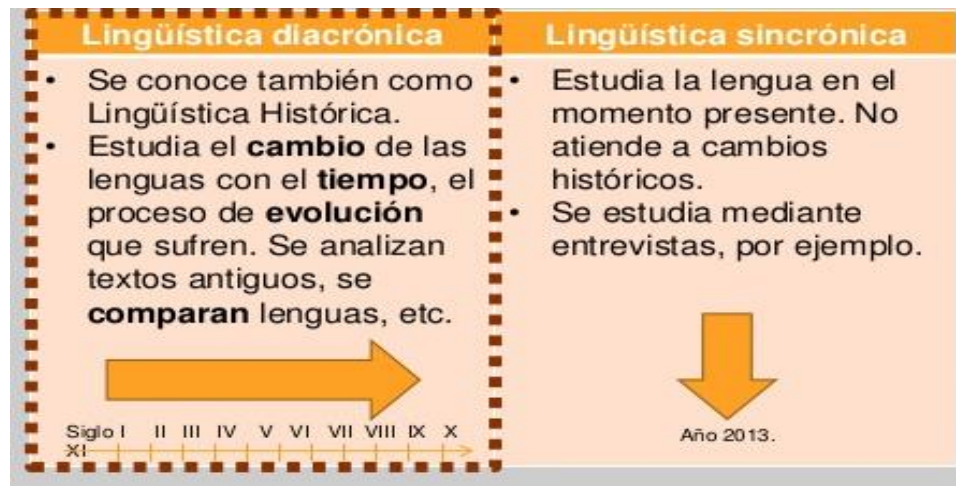 Lingüística diacrónica
• Se conoce también como
Lingüística Histórica.
• Estudia el cambio de las
lenguas con el tiempo, el
proceso de evolución
que sufren. Se analizan
textos antiguos, se
comparan lenguas, etc.
Siglo I II III IV V VI VII VIII IX X
XI
Lingüística sincrónica
• Estudia la lengua en el
momento presente. No
atiende a cambios
históricos.
• Se estudia mediante
entrevistas, por ejemplo.
Año 2013.